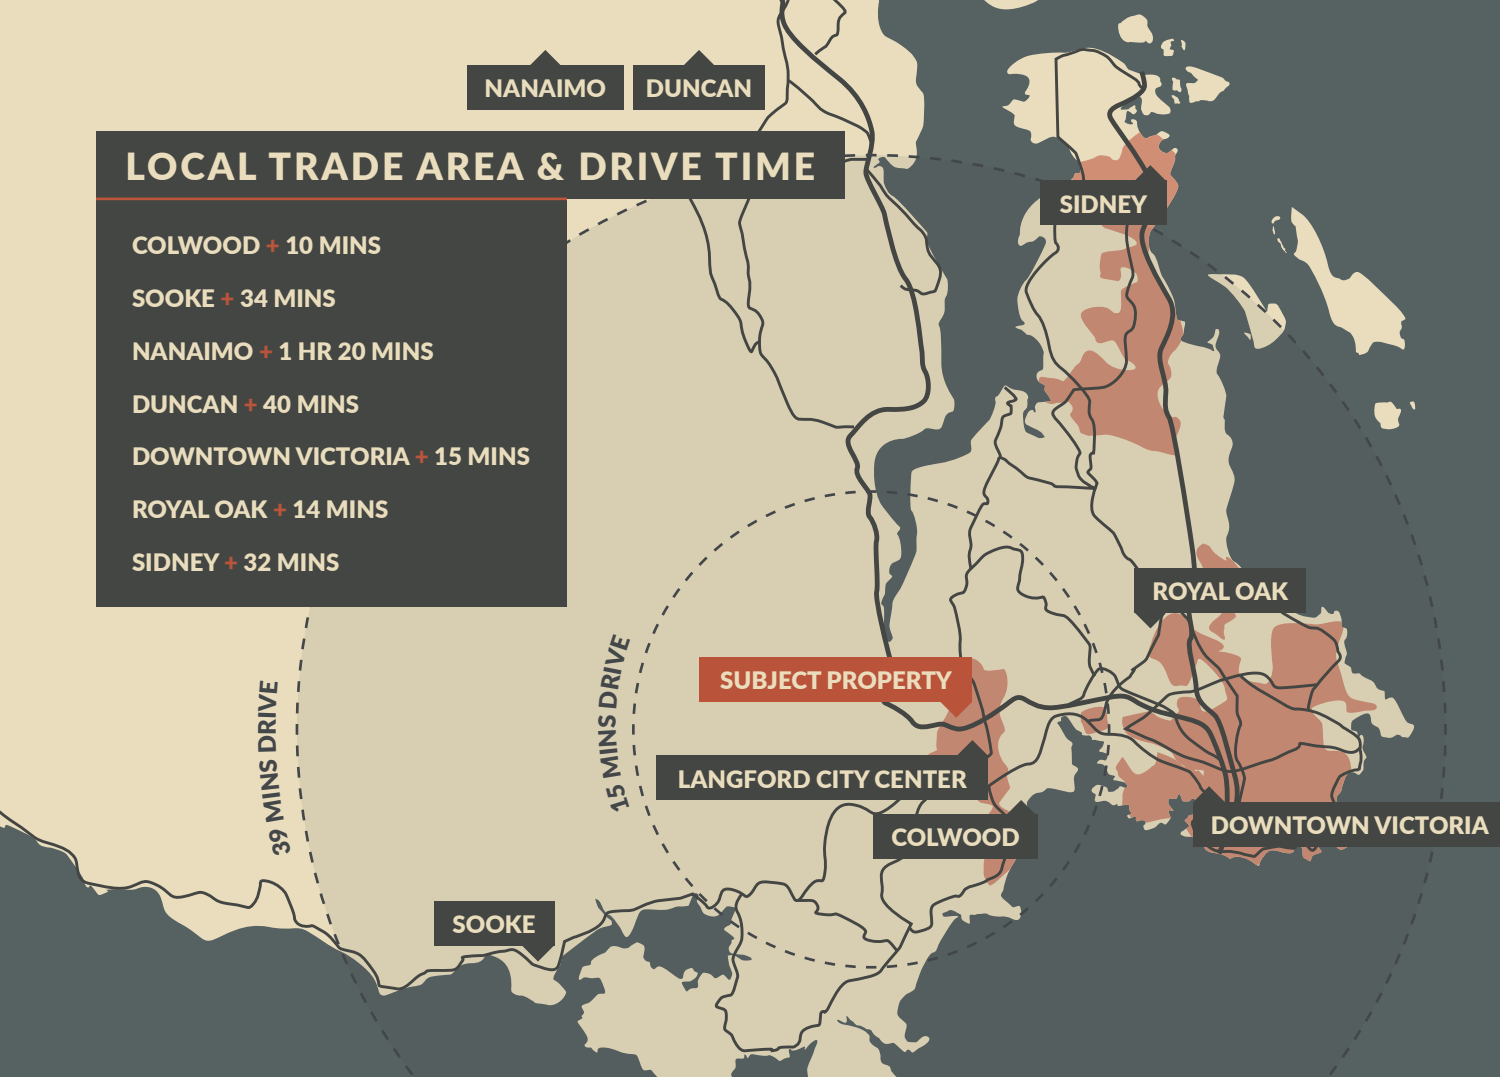 NANAIMO
DUNCAN
LOCAL TRADE AREA & DRIVE TIME
COLWOOD + 10 MINS
SOOKE + 34 MINS
NANAIMO + 1 HR 20 MINS
DUNCAN + 40 MINS
DOWNTOWN VICTORIA + 15 MINS
ROYAL OAK + 14 MINS
SIDNEY + 32 MINS
SIDNEY
ROYAL OAK
39 MINS DRIVE
15 MINS DRIVE
SUBJECT PROPERTY
LANGFORD CITY CENTER
COLWOOD
DOWNTOWN VICTORIA
SOOKE